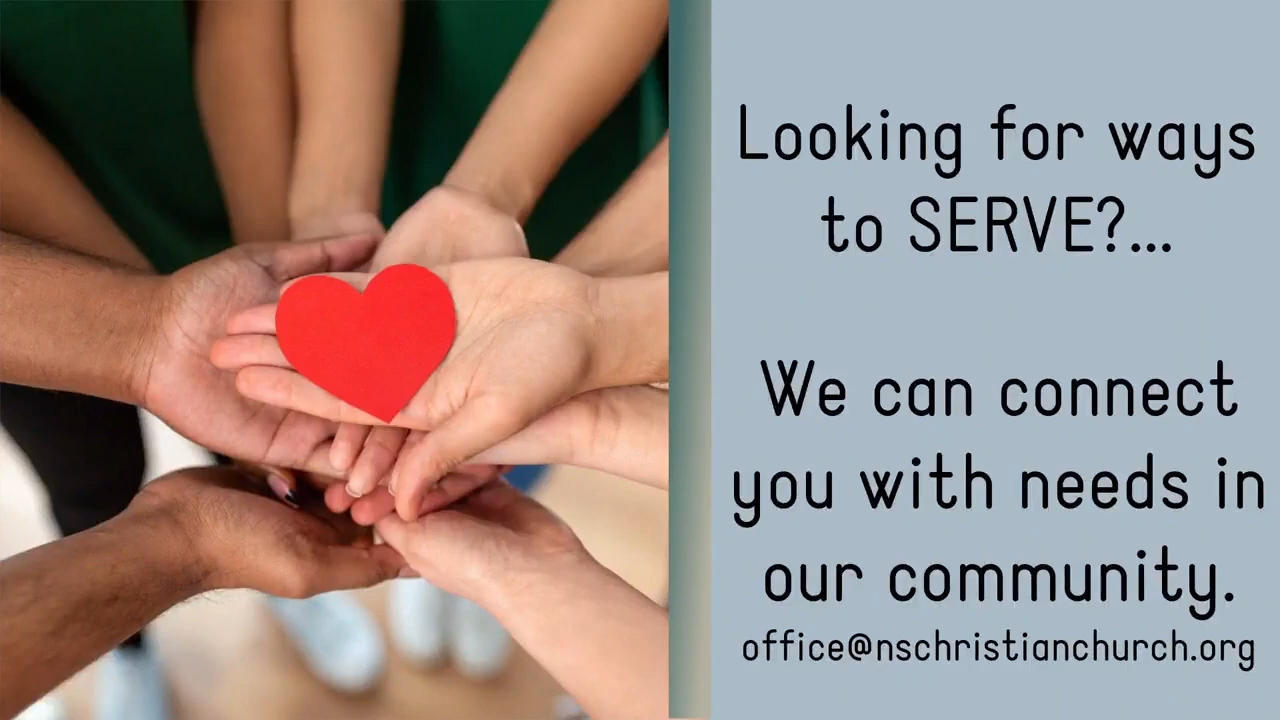 Looking for ways
to SERVE?...
We can connect
you with needs in
our community.
office@nschristianchurch.org